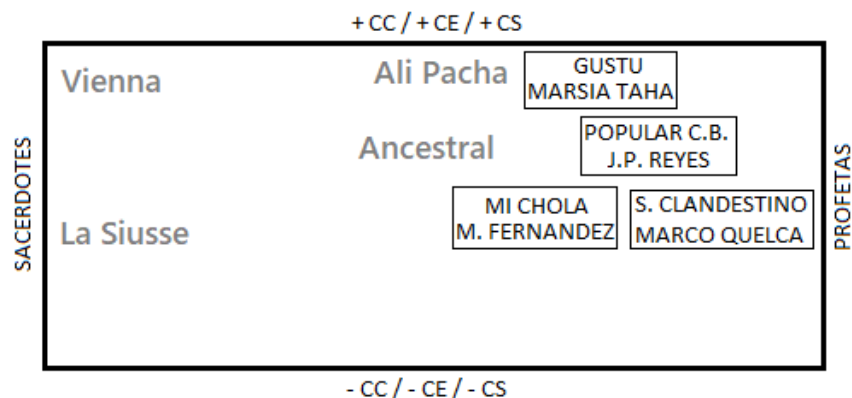 + CC / + CE / + CS
Vienna
Ali Pacha
GUSTU
MARSIA TAHA
Ancestral
POPULAR C.B.
J.P. REYES
SACERDOTES
PROFETAS
La Siusse
MI CHOLA
M. FERNANDEZ
S. CLANDESTINO
MARCO QUELCA
- CC / - CE / - CS